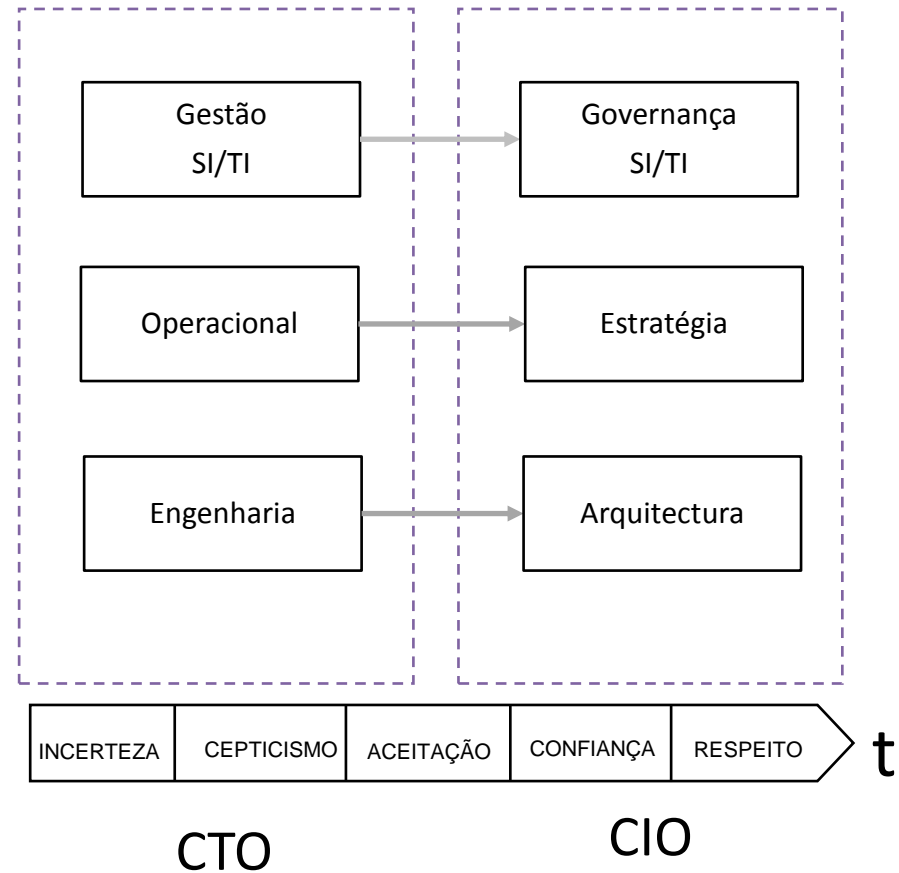 Gestão
SI/TI
Governança
SI/TI
Operacional
Estratégia
Engenharia
Arquitectura
INCERTEZA
CEPTICISMO
ACEITAÇÃO
CONFIANÇA
RESPEITO
t
CTO
CIO